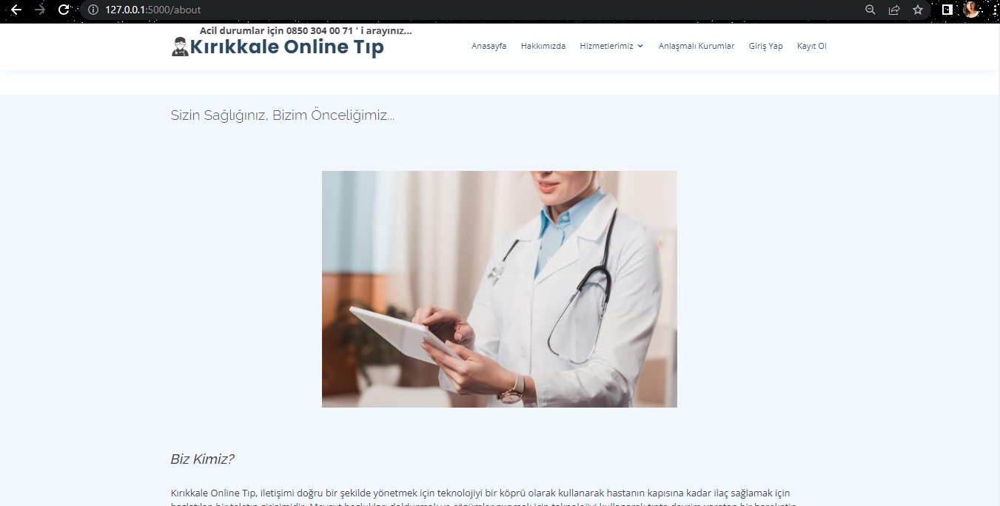 127.0.0.1:5000/about
Acil durumlar için 0850 304 00 71 ' i arayınız...
Kırıkkale Online Tıp
Anasayfa Hakkımızda Hizmetlerimiz Anlaşmalı Kurumlar Giriş Yap Kayıt Ol
Sizin Sağlığınız, Bizim Önceliğimiz...
Biz Kimiz?
Kırıkkale Online Tıp, iletişimi doğru bir şekilde yönetmek için teknolojiyi bir köprü olarak kullanarak hastanın kapısına kadar ilaç sağlamak için